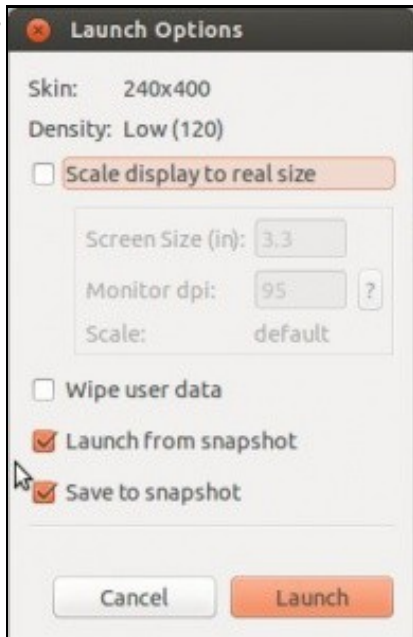 Launch Options
Skin: 240x400
Density: Low (120)
Scale display to real size
Screen Size (in): 3.3
Monitor dpi: 95 ?
Scale: default
Wipe user data
Launch from snapshot
Save to snapshot
Cancel Launch